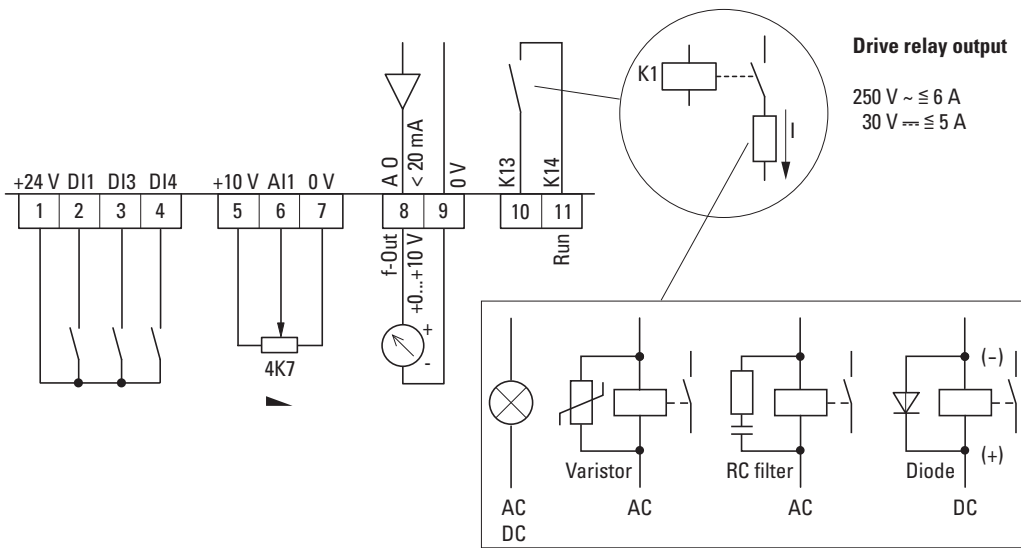 Drive relay output
250 V ~ ≦ 6 A
30 V ⎓ ≦ 5 A
K1
I
A O
< 20 mA
0 V
K13
K14
+24 V DI1 DI3 DI4
+10 V AI1 0 V
1 2 3 4
5 6 7
8 9
10 11
f-Out
+0...+10 V
Run
+
-
4K7
(–)
(+)
Varistor
RC filter
Diode
AC
DC
AC
AC
DC